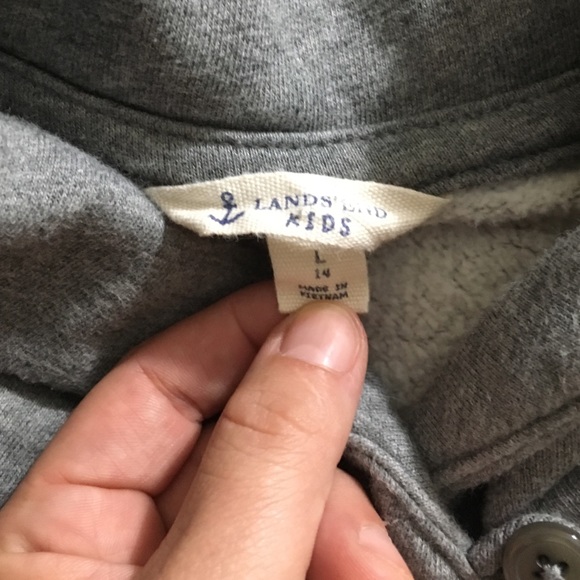 LANDS' END
KIDS
L
14
MADE IN
VIETNAM